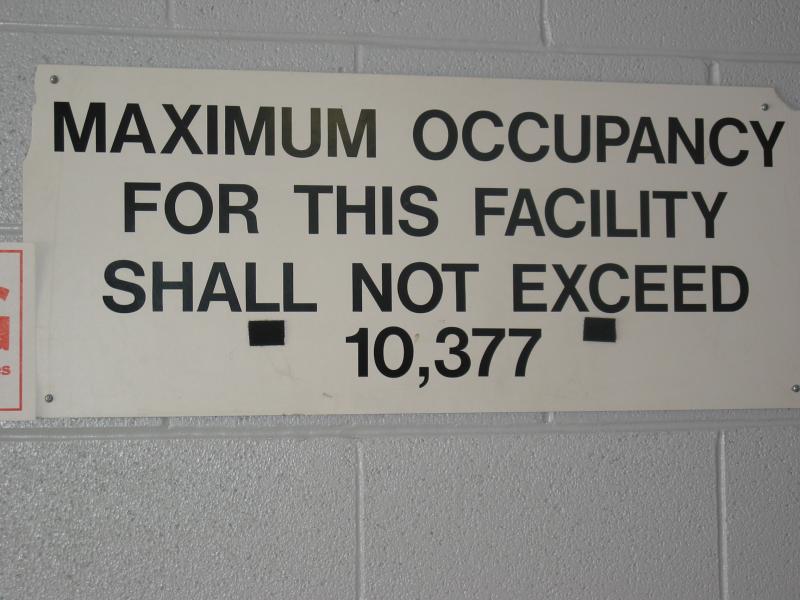 MAXIMUM OCCUPANCY
FOR THIS FACILITY
SHALL NOT EXCEED
10,377